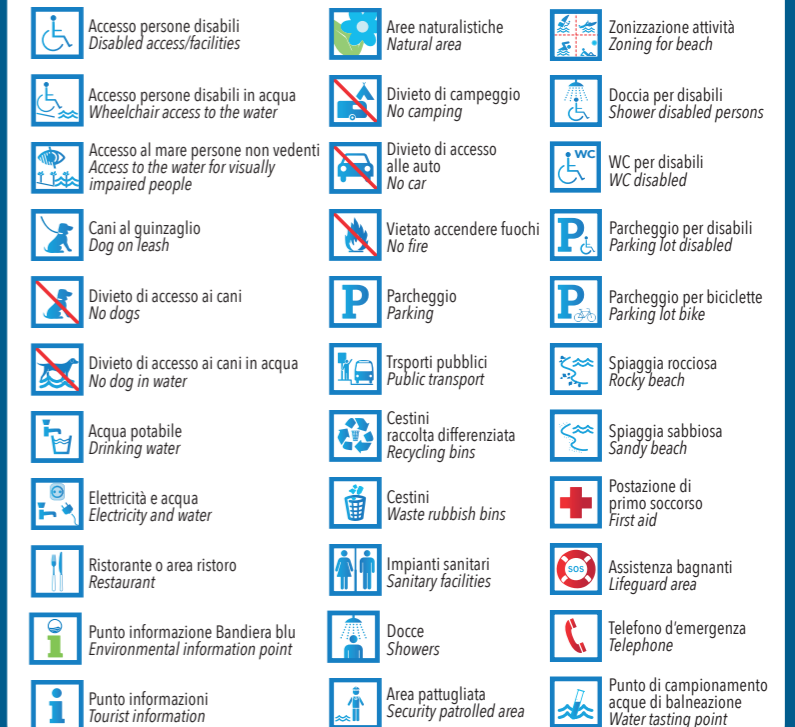 Accesso persone disabili
Disabled access/facilities
Accesso persone disabili in acqua
Wheelchair access to the water
Accesso al mare persone non vedenti
Access to the water for visually
impaired people
Cani al guinzaglio
Dog on leash
Divieto di accesso ai cani
No dogs
Divieto di accesso ai cani in acqua
No dog in water
Acqua potabile
Drinking water
Elettricità e acqua
Electricity and water
Ristorante o area ristoro
Restaurant
i
Punto informazione Bandiera blu
Environmental information point
i
Punto informazioni
Tourist information
Aree naturalistiche
Natural area
Divieto di campeggio
No camping
Divieto di accesso
alle auto
No car
Vietato accendere fuochi
No fire
P
Parcheggio
Parking
Trsporti pubblici
Public transport
Cestini
raccolta differenziata
Recycling bins
Cestini
Waste rubbish bins
Impianti sanitari
Sanitary facilities
Docce
Showers
Area pattugliata
Security patrolled area
Zonizzazione attività
Zoning for beach
Doccia per disabili
Shower disabled persons
WC
WC per disabili
WC disabled
P
Parcheggio per disabili
Parking lot disabled
P
Parcheggio per biciclette
Parking lot bike
Spiaggia rocciosa
Rocky beach
Spiaggia sabbiosa
Sandy beach
Postazione di
primo soccorso
First aid
SOS
Assistenza bagnanti
Lifeguard area
Telefono d'emergenza
Telephone
Punto di campionamento
acque di balneazione
Water tasting point